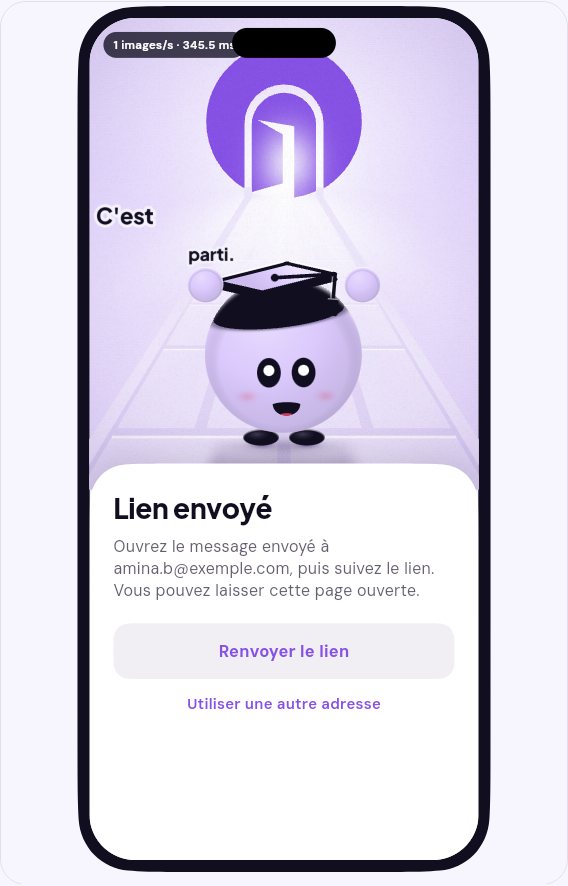 1 images/s · 345.5 ms
C'est
parti.
Lien envoyé
Ouvrez le message envoyé à
amina.b@exemple.com, puis suivez le lien.
Vous pouvez laisser cette page ouverte.
Renvoyer le lien
Utiliser une autre adresse